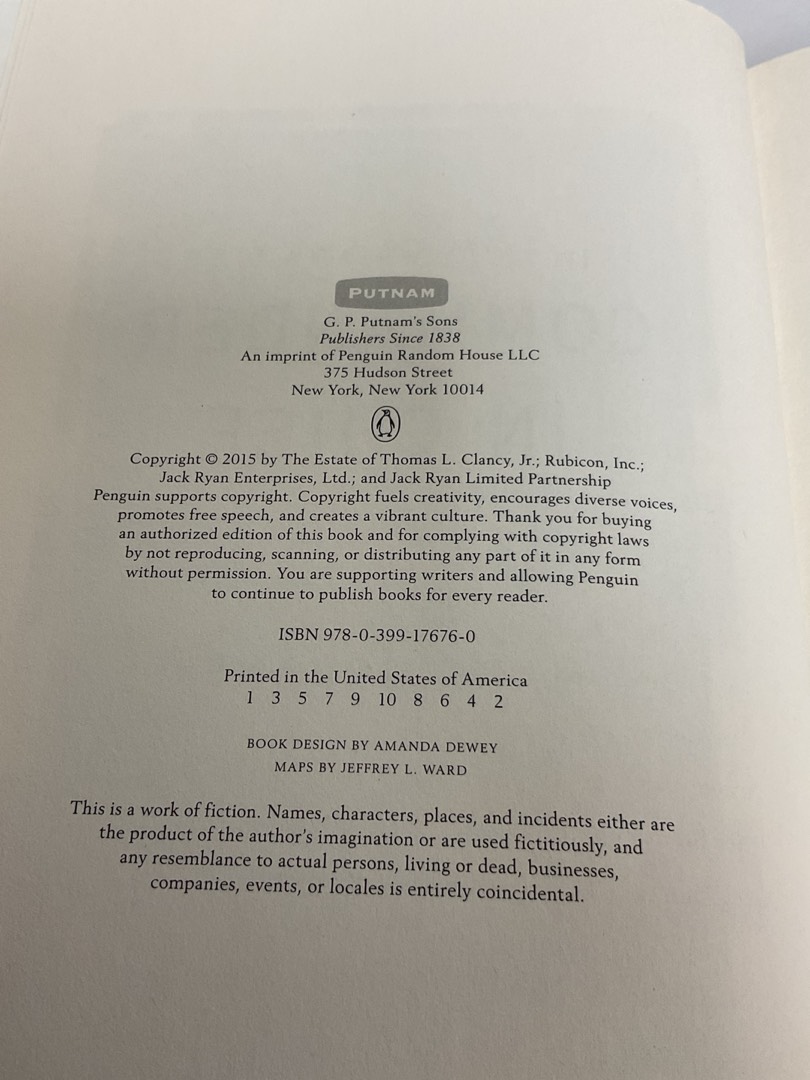 PUTNAM
G. P. Putnam's Sons
Publishers Since 1838
An imprint of Penguin Random House LLC
375 Hudson Street
New York, New York 10014
Copyright © 2015 by The Estate of Thomas L. Clancy, Jr.; Rubicon, Inc.;
Jack Ryan Enterprises, Ltd.; and Jack Ryan Limited Partnership
Penguin supports copyright. Copyright fuels creativity, encourages diverse voices,
promotes free speech, and creates a vibrant culture. Thank you for buying
an authorized edition of this book and for complying with copyright laws
by not reproducing, scanning, or distributing any part of it in any form
without permission. You are supporting writers and allowing Penguin
to continue to publish books for every reader.
ISBN 978-0-399-17676-0
Printed in the United States of America
1 3 5 7 9 10 8 6 4 2
BOOK DESIGN BY AMANDA DEWEY
MAPS BY JEFFREY L. WARD
This is a work of fiction. Names, characters, places, and incidents either are
the product of the author's imagination or are used fictitiously, and
any resemblance to actual persons, living or dead, businesses,
companies, events, or locales is entirely coincidental.